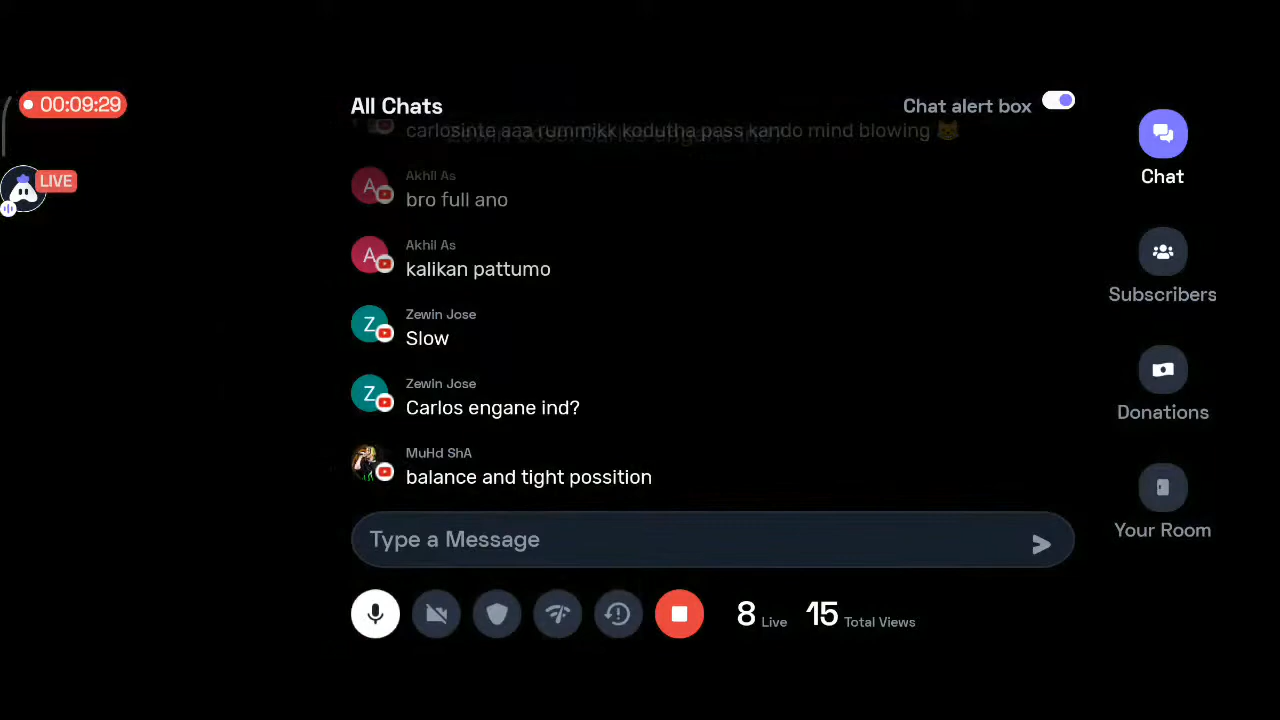 00:09:29
All Chats
Chat alert box
carlosinte aaa rummikk kodutha pass kando mind blowing
LIVE
Akhil As
bro full ano
Akhil As
kalikan pattumo
Zewin Jose
Slow
Zewin Jose
Carlos engane ind?
MuHd ShA
balance and tight possition
Type a Message
8 Live 15 Total Views
Chat
Subscribers
Donations
Your Room